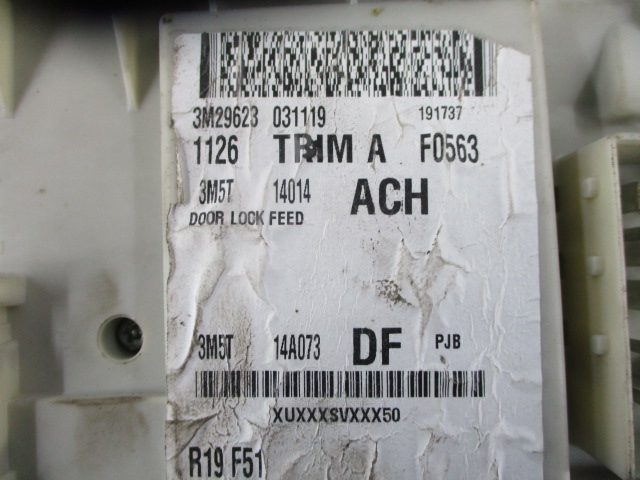 3M29623 031119 191737
1126 TRIM A F0563
3M5T 14014 ACH
DOOR LOCK FEED
3M5T 14A073 DF PJB
XUXXXSVXXX50
R19 F51